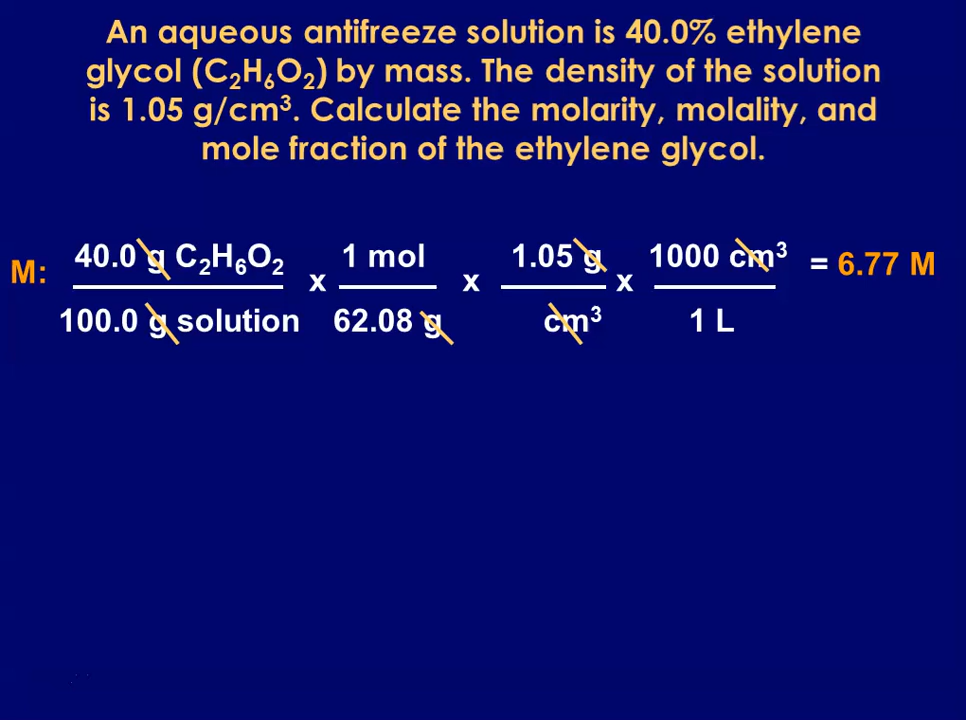 An aqueous antifreeze solution is 40.0% ethylene
glycol (C₂H₆O₂) by mass. The density of the solution
is 1.05 g/cm³. Calculate the molarity, molality, and
mole fraction of the ethylene glycol.
M: 40.0 g C₂H₆O₂ x 1 mol x 1.05 g x 1000 cm³ = 6.77 M
100.0 g solution 62.08 g cm³ 1 L